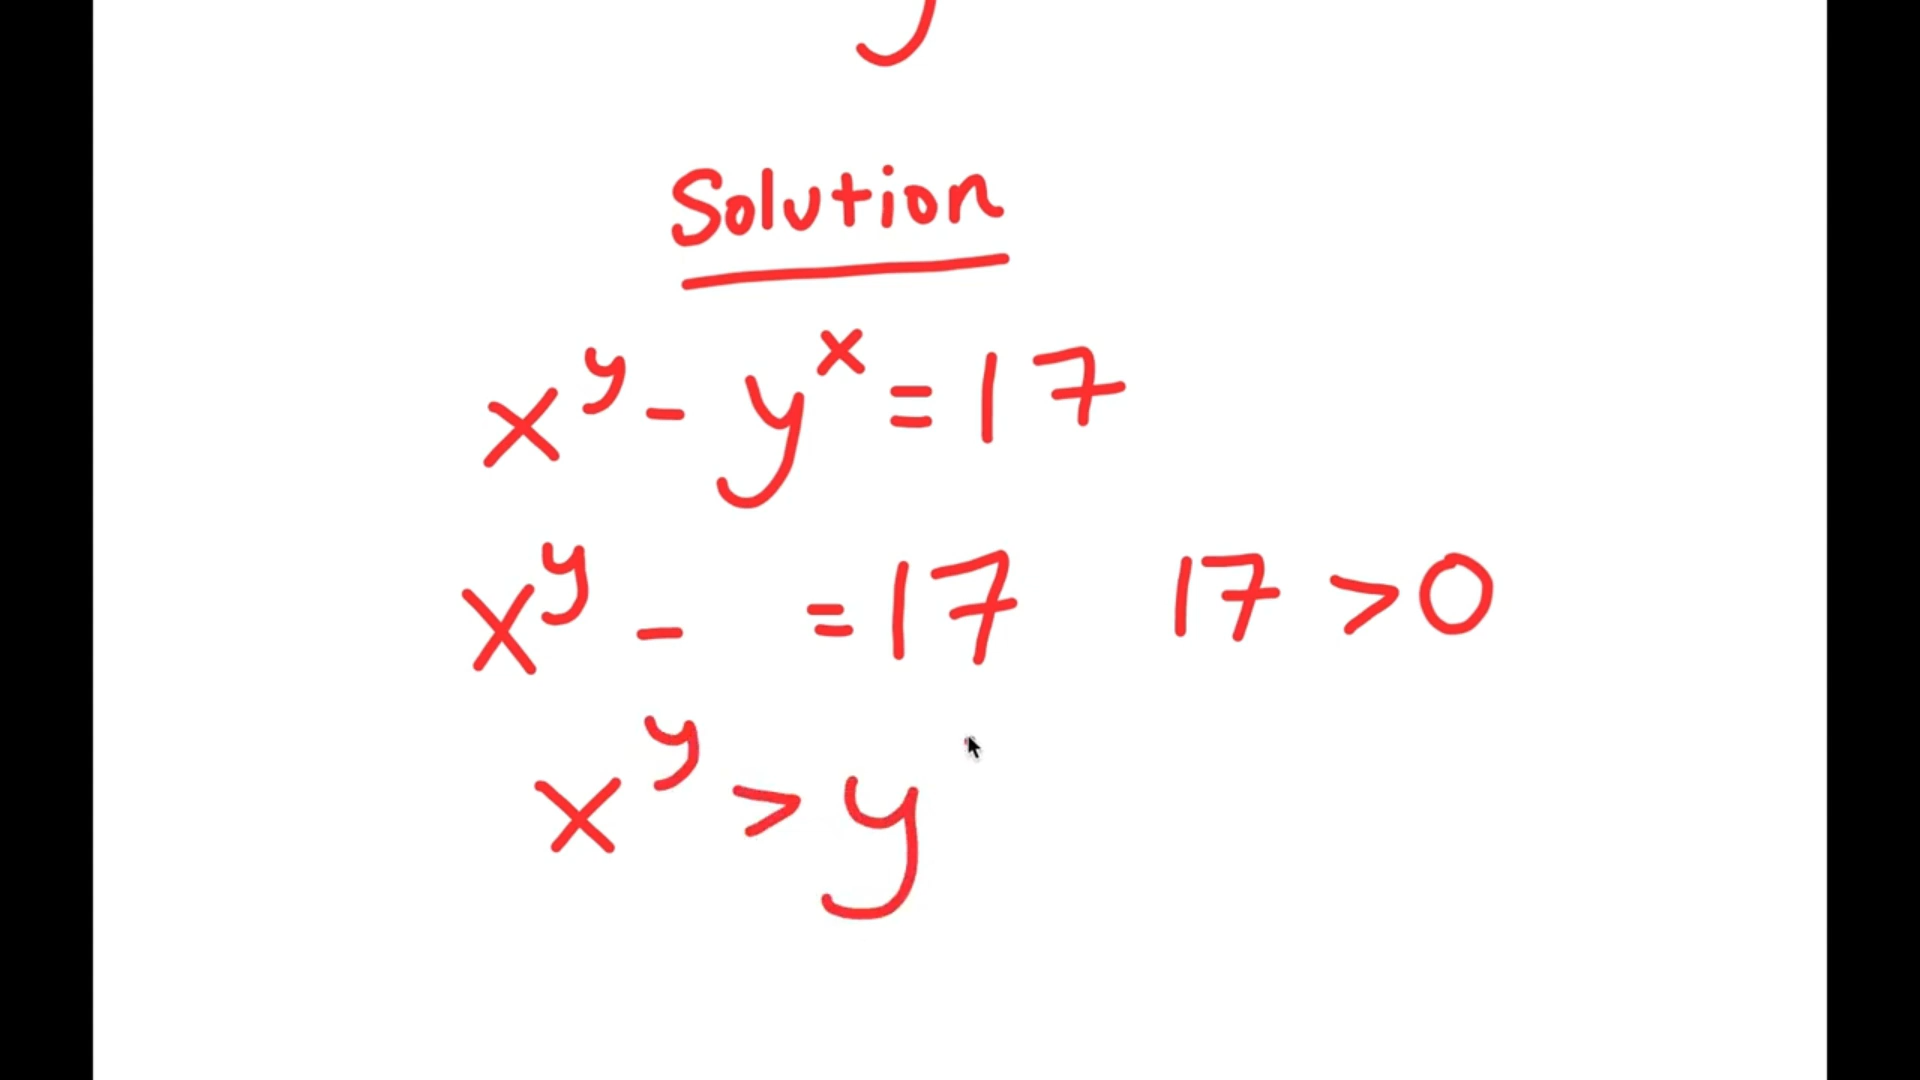 y
Solution
x^y - y^x = 17
x^y -   = 17   17 > 0
x^y > y